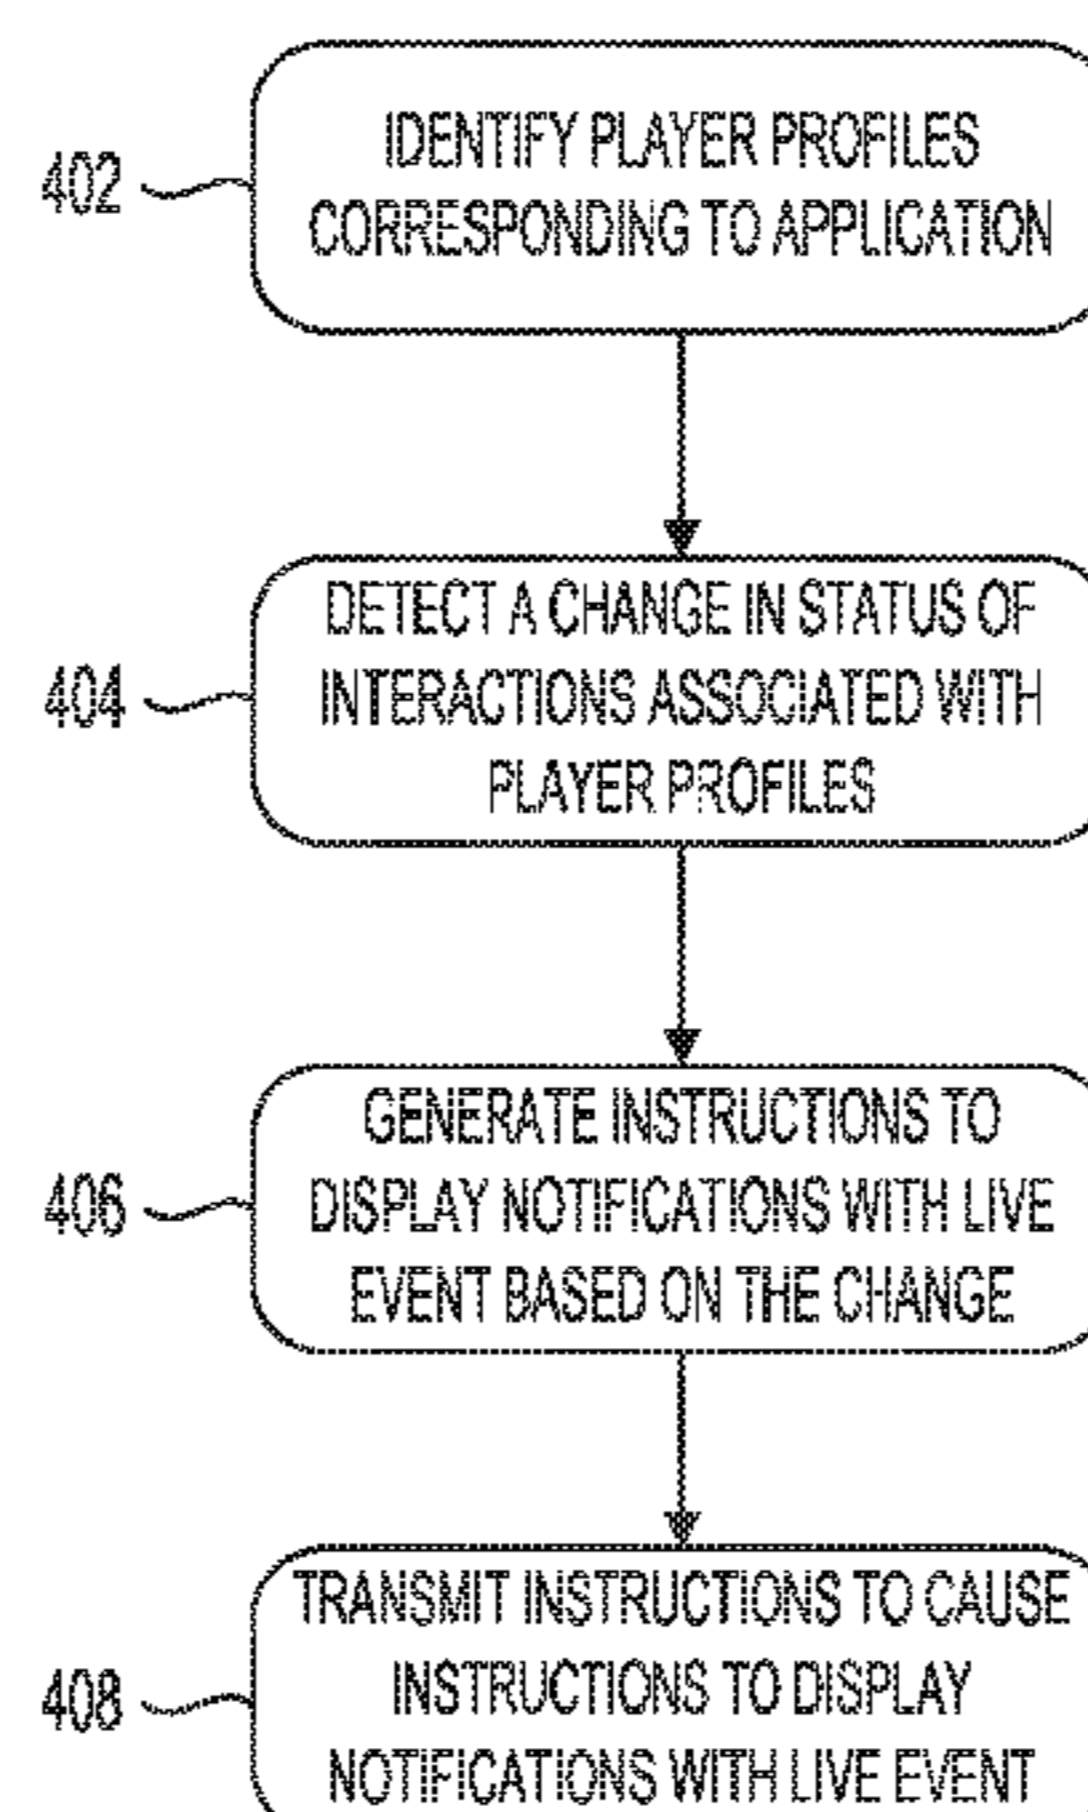 402
IDENTIFY PLAYER PROFILES
CORRESPONDING TO APPLICATION
404
DETECT A CHANGE IN STATUS OF
INTERACTIONS ASSOCIATED WITH
PLAYER PROFILES
406
GENERATE INSTRUCTIONS TO
DISPLAY NOTIFICATIONS WITH LIVE
EVENT BASED ON THE CHANGE
408
TRANSMIT INSTRUCTIONS TO CAUSE
INSTRUCTIONS TO DISPLAY
NOTIFICATIONS WITH LIVE EVENT